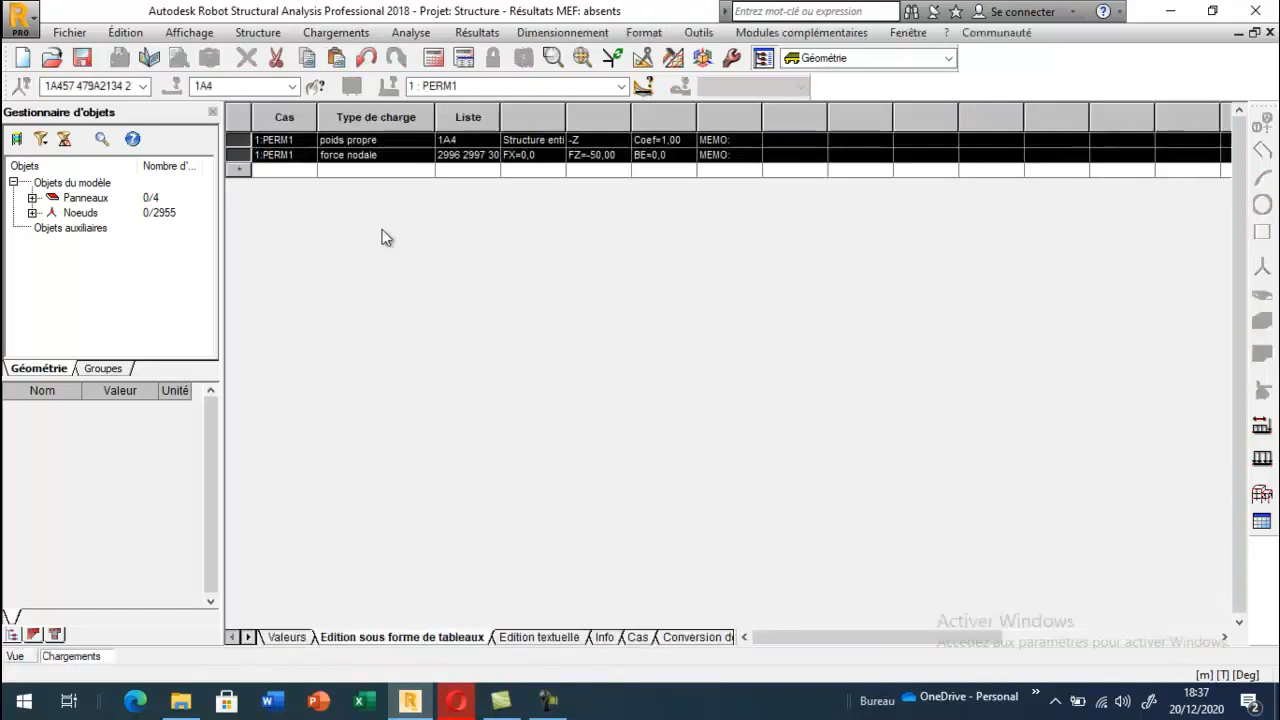 Autodesk Robot Structural Analysis Professional 2018 - Projet: Structure - Résultats MEF: absents
Entrez mot-clé ou expression
Se connecter
PRO
Fichier Édition Affichage Structure Chargements Analyse Résultats Dimensionnement Format Outils Modules complémentaires Fenêtre ? Communauté
Géométrie
1A457 479A2134 2
1A4
1 : PERM1
Gestionnaire d'objets
Cas Type de charge Liste
1:PERM1 poids propre 1A4 Structure enti -Z Coef=1,00 MEMO:
1:PERM1 force nodale 2996 2997 30 FX=0,0 FZ=-50,00 BE=0,0 MEMO:
*
Objets Nombre d'...
Objets du modèle
Panneaux 0/4
Noeuds 0/2955
Objets auxiliaires
Géométrie Groupes
Nom Valeur Unité
Activer Windows
Accédez aux paramètres pour activer Windows.
Valeurs Edition sous forme de tableaux Edition textuelle Info Cas Conversion d
Vue Chargements
[m] [T] [Deg]
Bureau OneDrive - Personal
18:37
20/12/2020
2